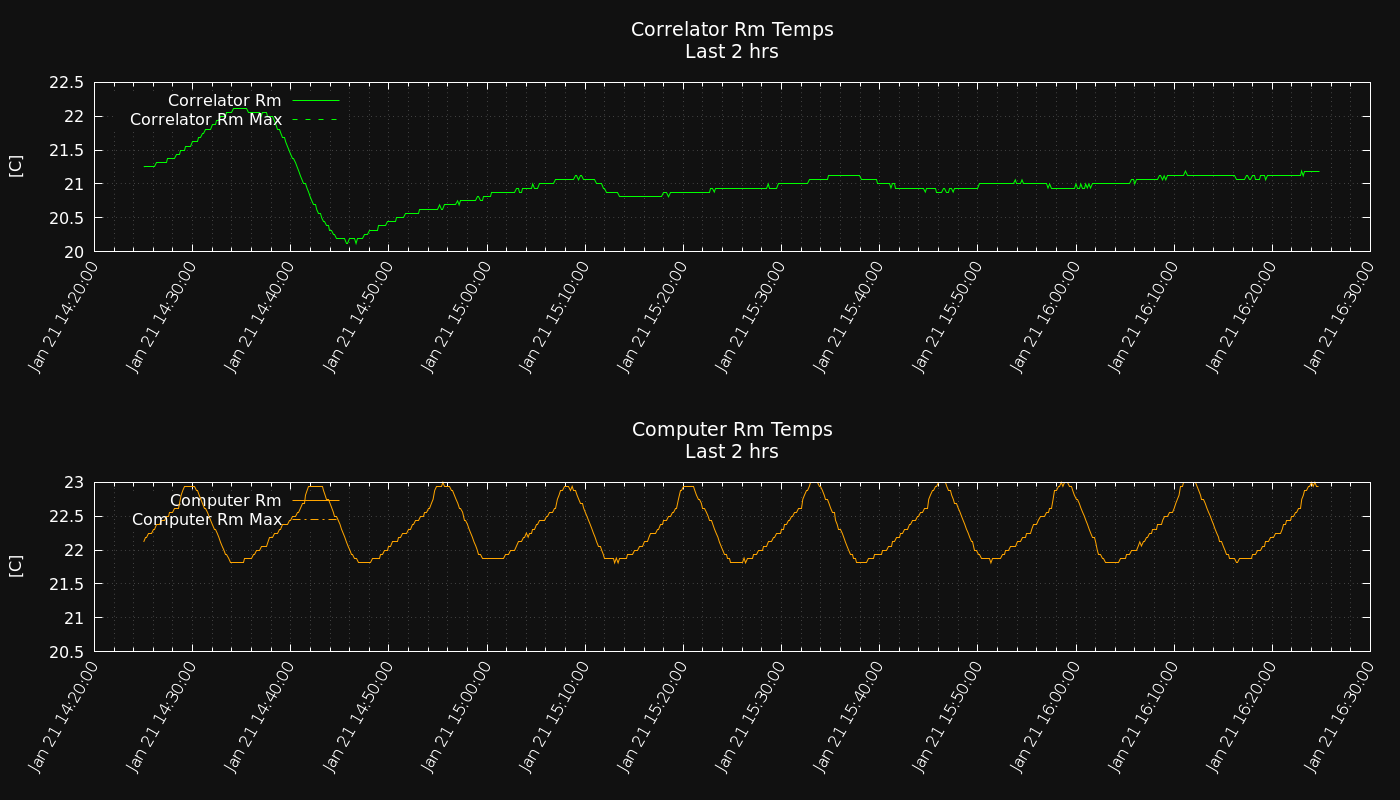 Correlator Rm Temps
Last 2 hrs
22.5
22
21.5
21
20.5
20
[C]
Correlator Rm
Correlator Rm Max
Jan 21 14:20:00
Jan 21 14:30:00
Jan 21 14:40:00
Jan 21 14:50:00
Jan 21 15:00:00
Jan 21 15:10:00
Jan 21 15:20:00
Jan 21 15:30:00
Jan 21 15:40:00
Jan 21 15:50:00
Jan 21 16:00:00
Jan 21 16:10:00
Jan 21 16:20:00
Jan 21 16:30:00
Computer Rm Temps
Last 2 hrs
23
22.5
22
21.5
21
20.5
[C]
Computer Rm
Computer Rm Max
Jan 21 14:20:00
Jan 21 14:30:00
Jan 21 14:40:00
Jan 21 14:50:00
Jan 21 15:00:00
Jan 21 15:10:00
Jan 21 15:20:00
Jan 21 15:30:00
Jan 21 15:40:00
Jan 21 15:50:00
Jan 21 16:00:00
Jan 21 16:10:00
Jan 21 16:20:00
Jan 21 16:30:00